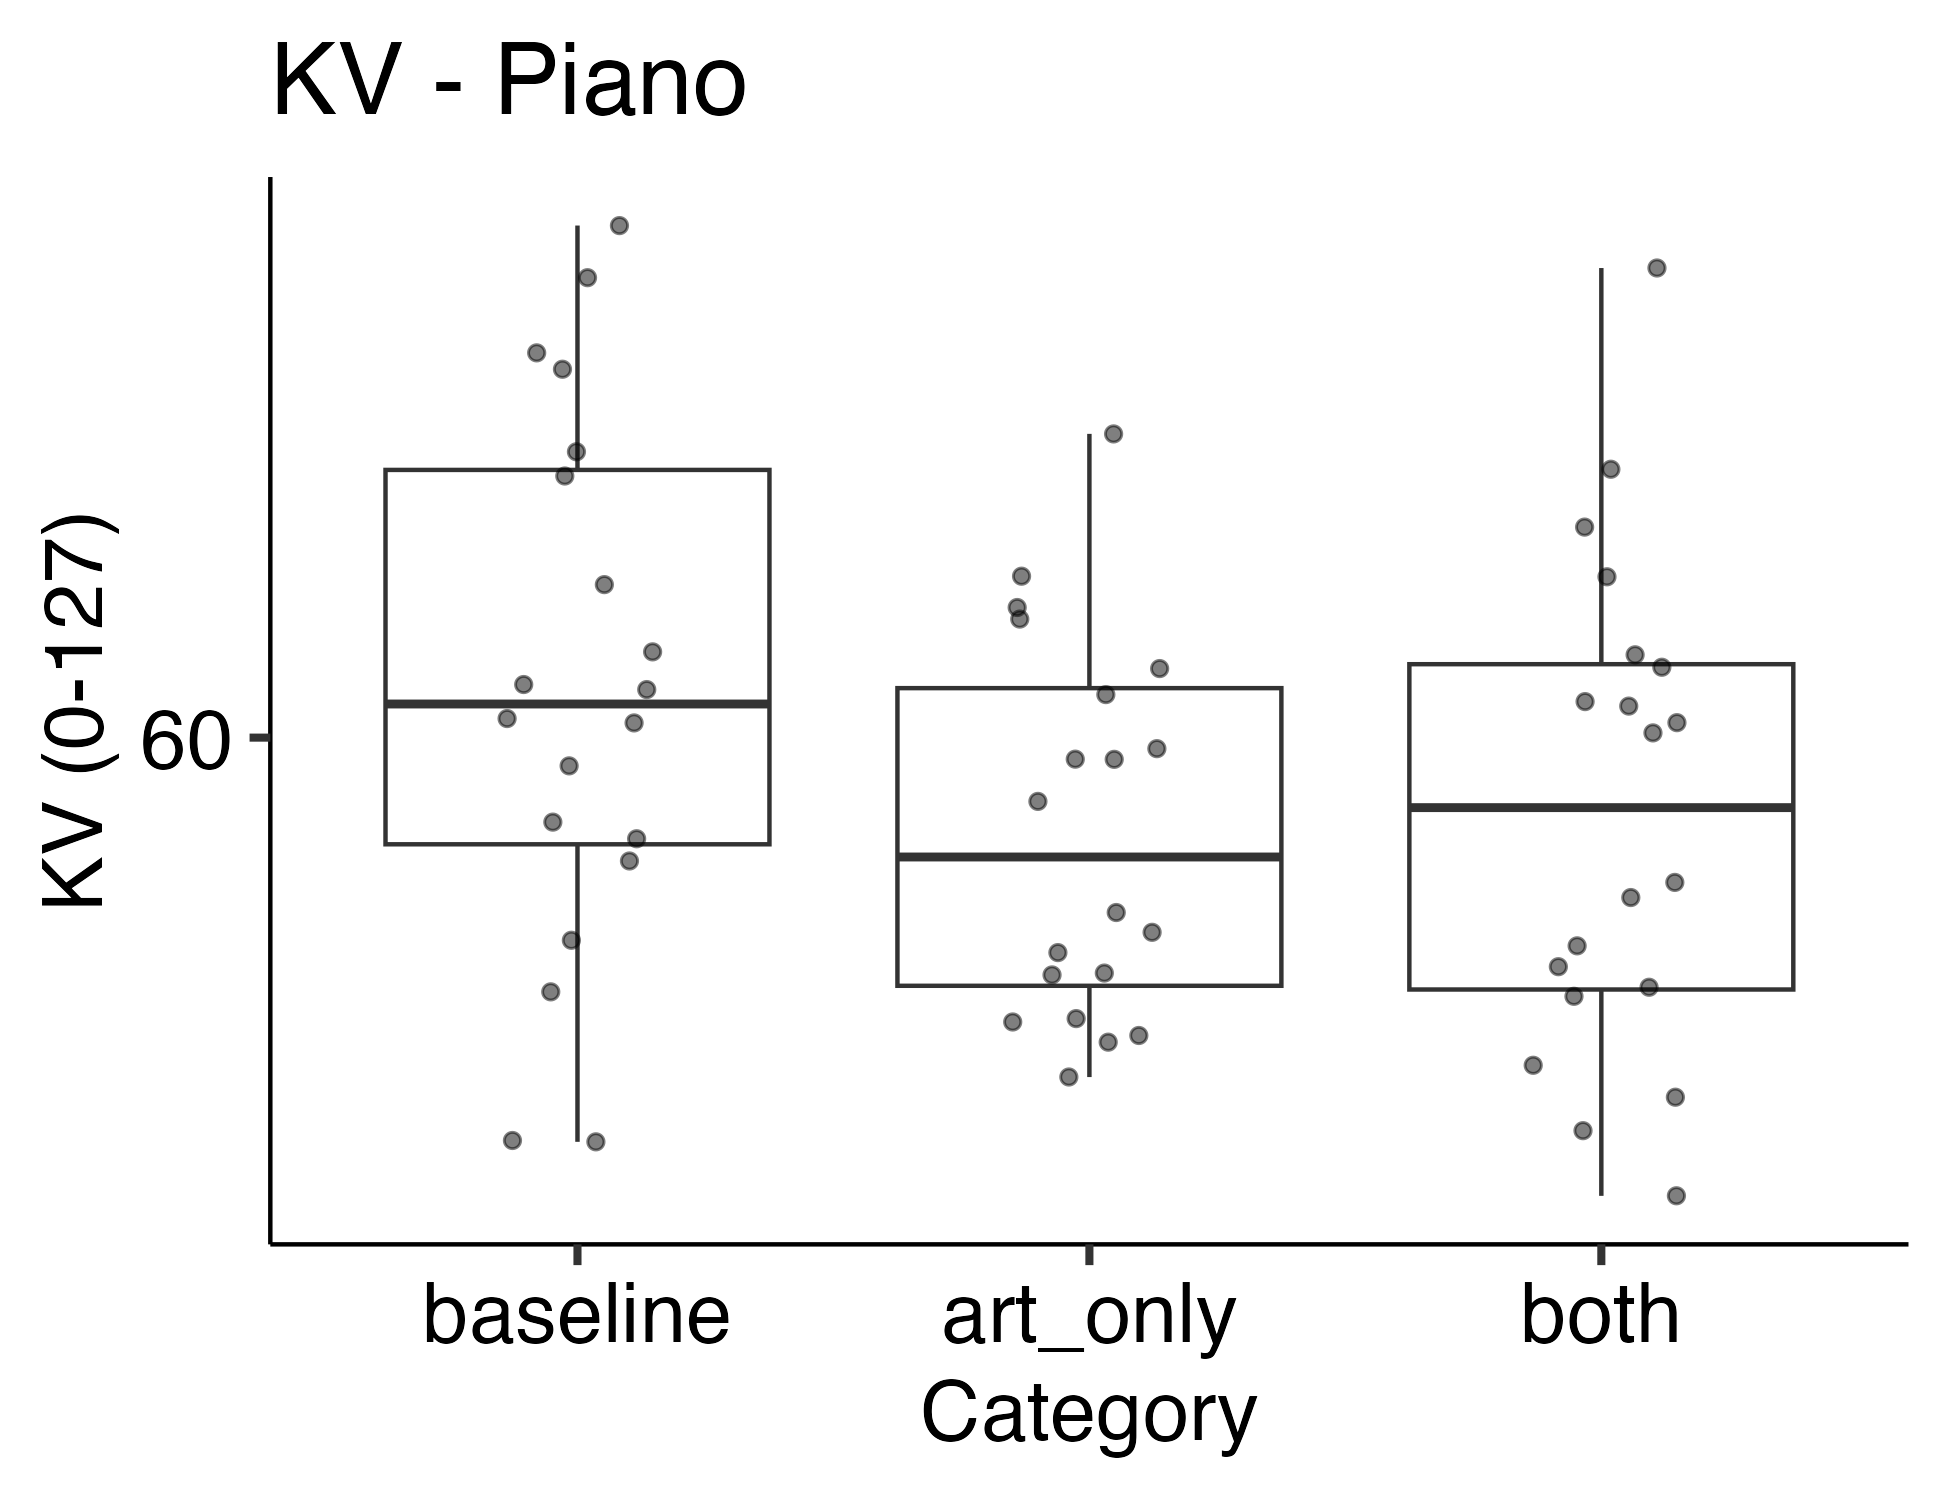 KV - Piano
KV (0-127)
60
baseline
art_only
both
Category